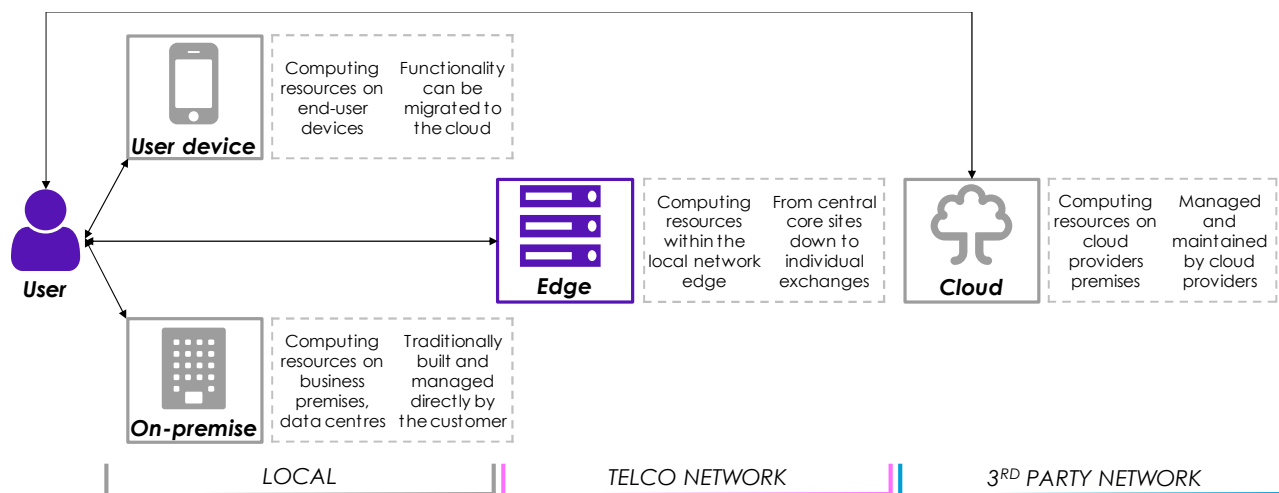 Computing
resources on
end-user
devices
Functionality
can be
migrated to
the cloud
User device
User
Edge
Computing
resources
within the
local network
edge
From central
core sites
down to
individual
exchanges
Cloud
Computing
resources on
cloud
providers
premises
Managed
and
maintained
by cloud
providers
On-premise
Computing
resources on
business
premises,
data centres
Traditionally
built and
managed
directly by
the customer
LOCAL
TELCO NETWORK
3RD PARTY NETWORK